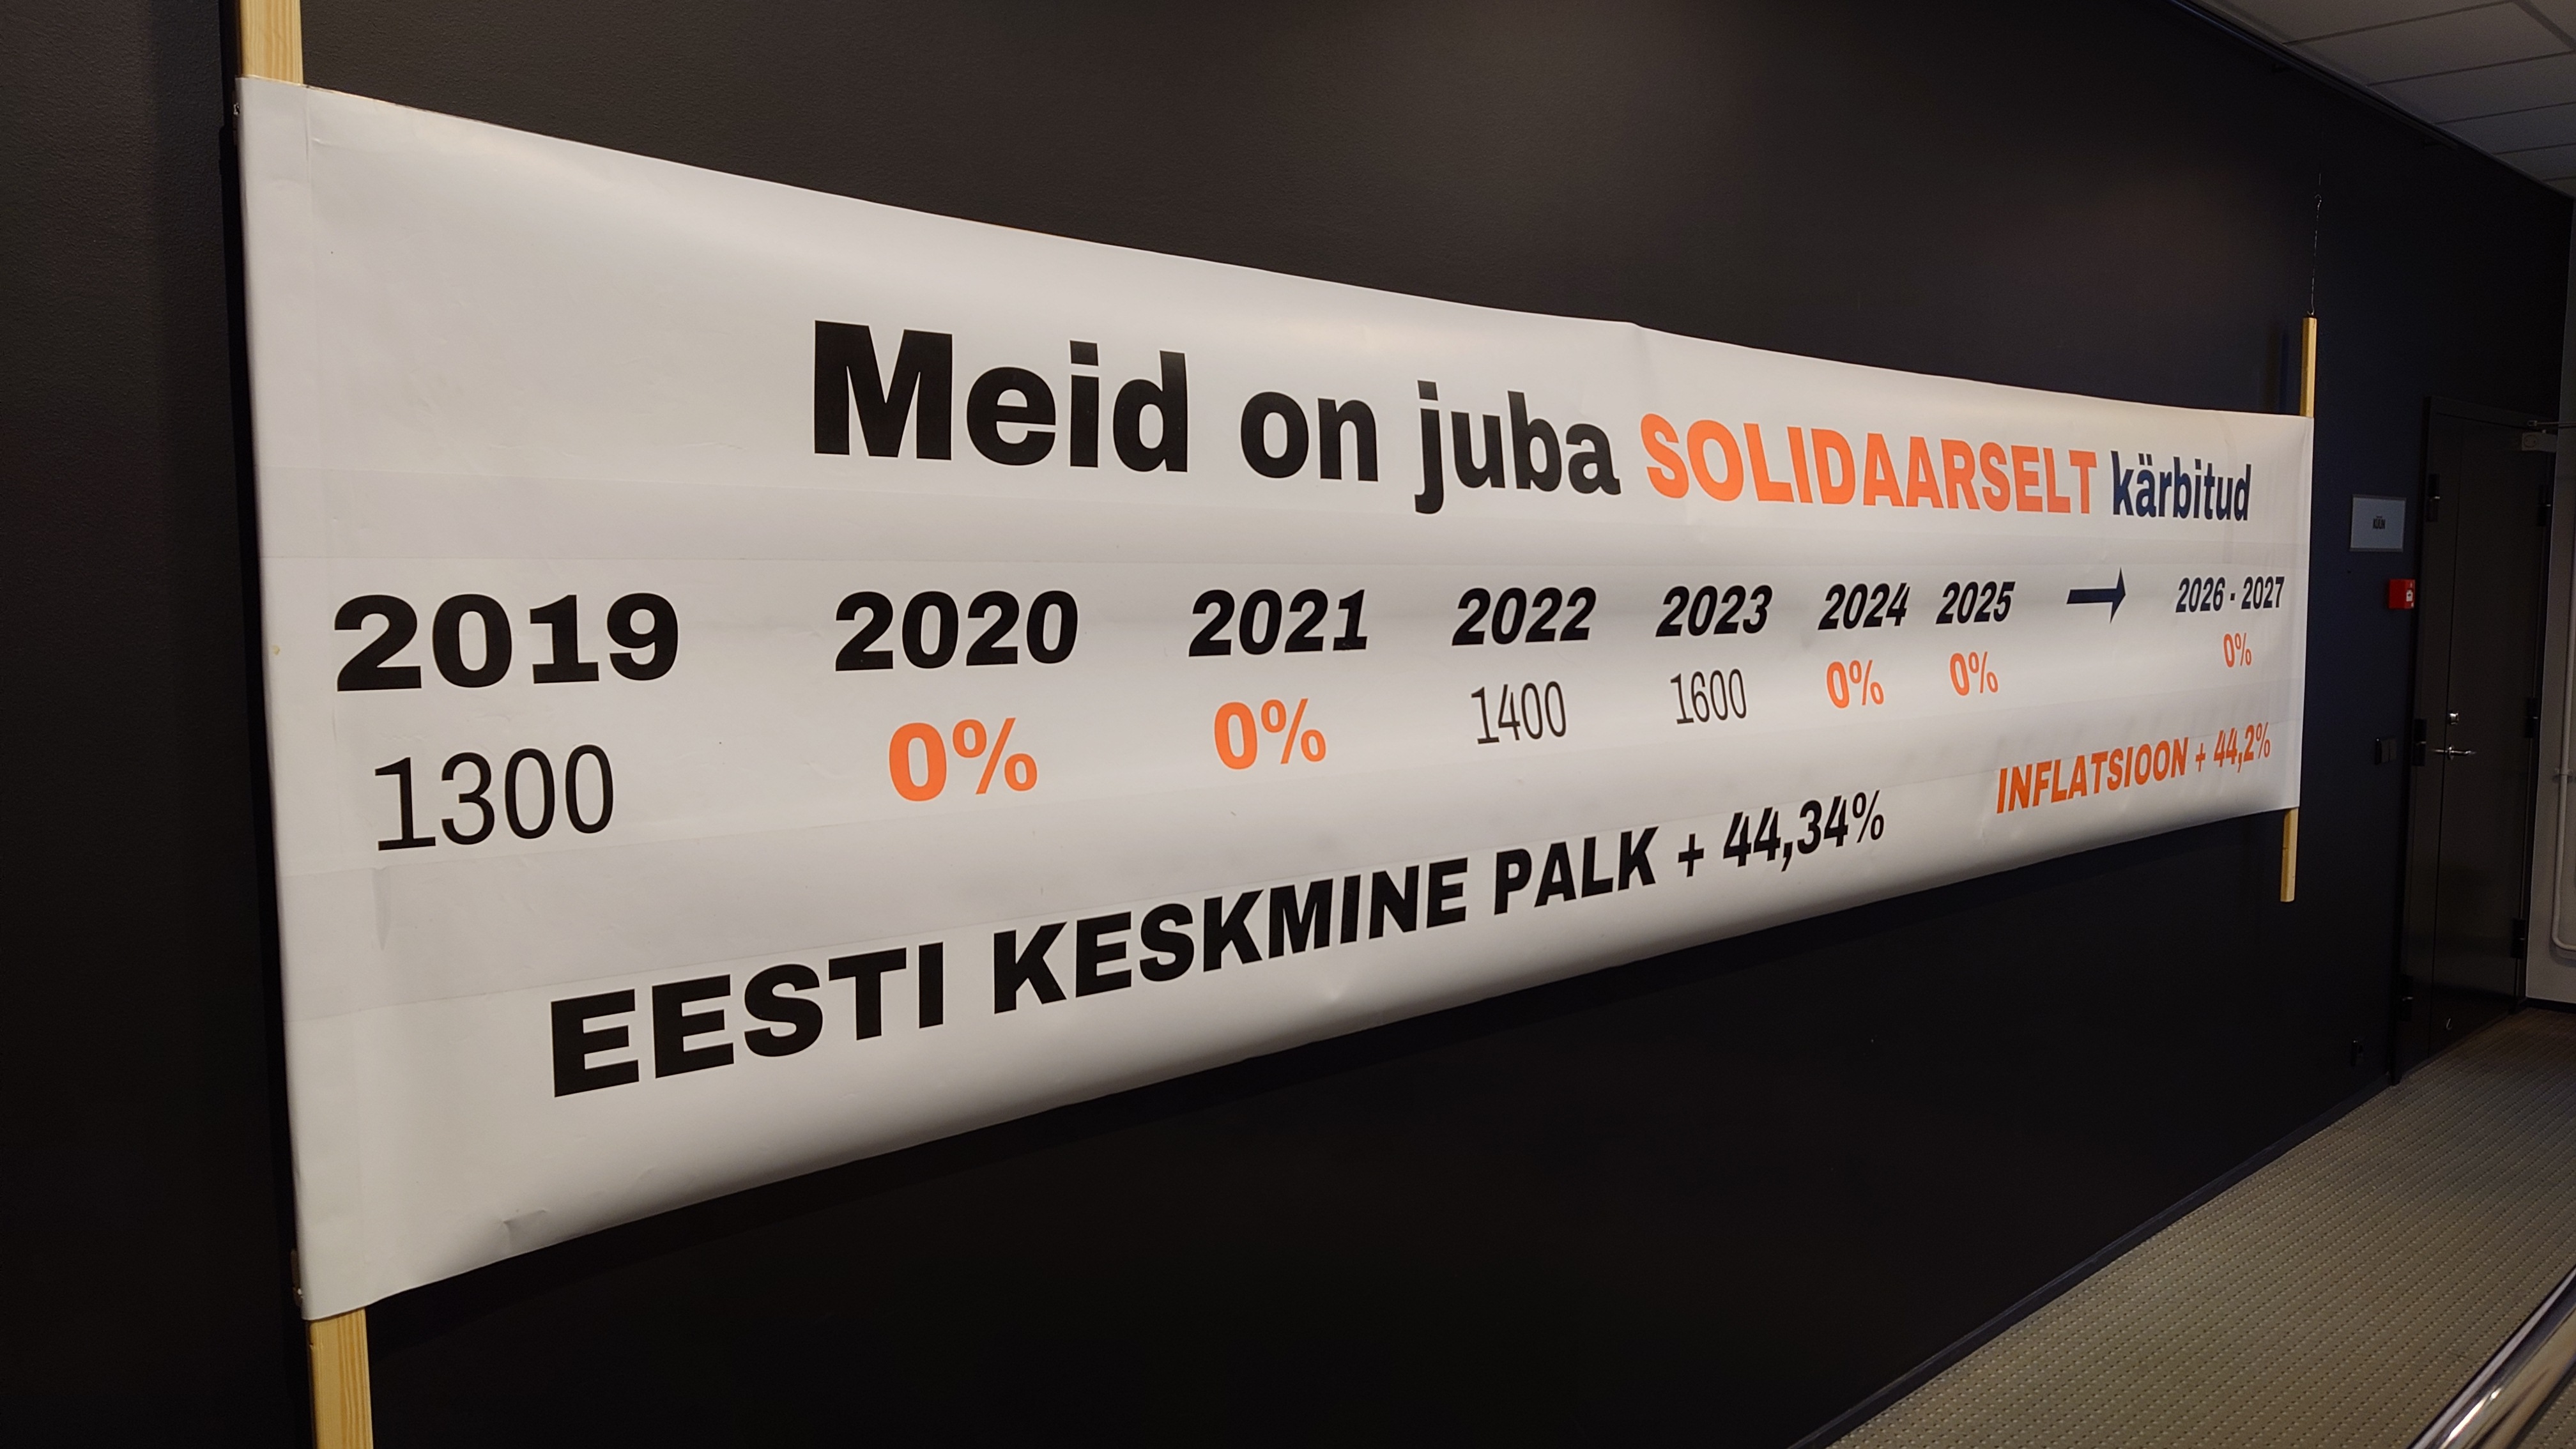 Meid on juba SOLIDAARSELT kärbitud
2019 2020 2021 2022 2023 2024 2025 → 2026 - 2027
1300 0% 0% 1400 1600 0% 0% 0%
EESTI KESKMINE PALK + 44,34% INFLATSIOON + 44,2%